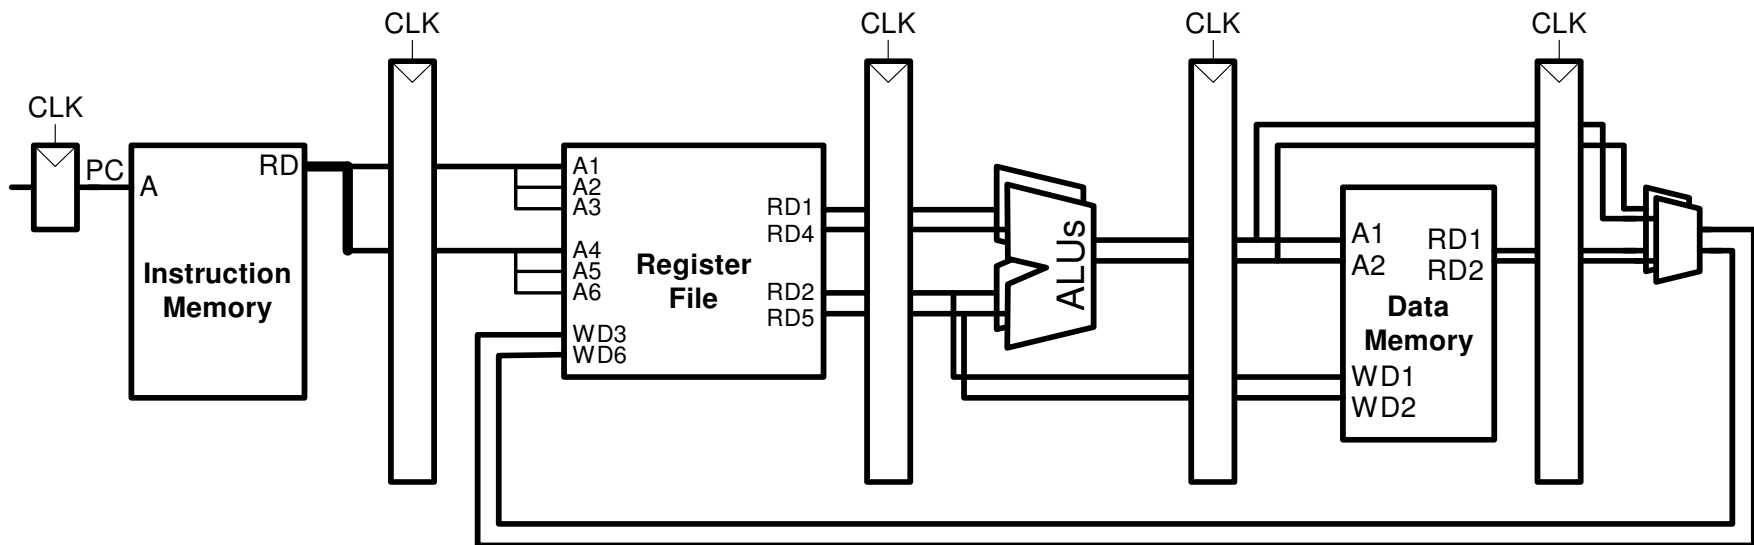 CLK
CLK
CLK
CLK
CLK
PC
A
RD
Instruction
Memory
A1
A2
A3
A4
A5
A6
WD3
WD6
Register
File
RD1
RD4
RD2
RD5
ALUs
A1
A2
RD1
RD2
Data
Memory
WD1
WD2